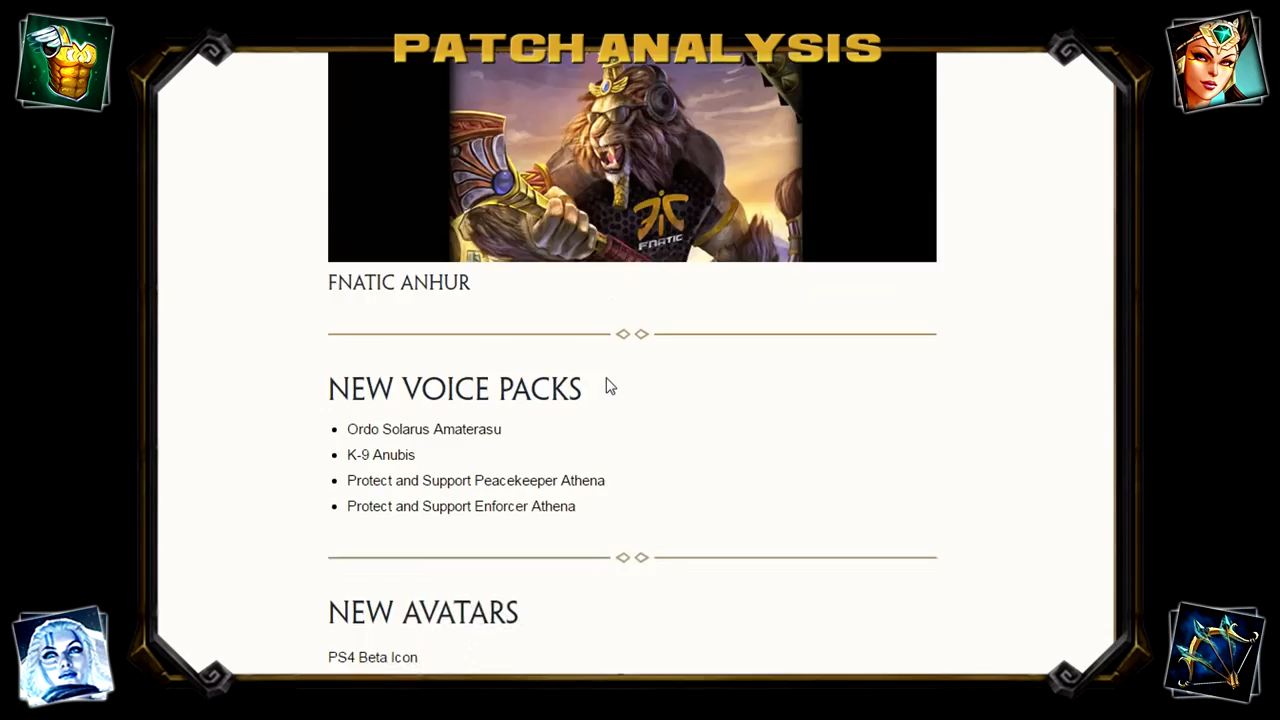 PATCH ANALYSIS
FNATIC
FNATIC ANHUR
NEW VOICE PACKS
Ordo Solarus Amaterasu
K-9 Anubis
Protect and Support Peacekeeper Athena
Protect and Support Enforcer Athena
NEW AVATARS
PS4 Beta Icon